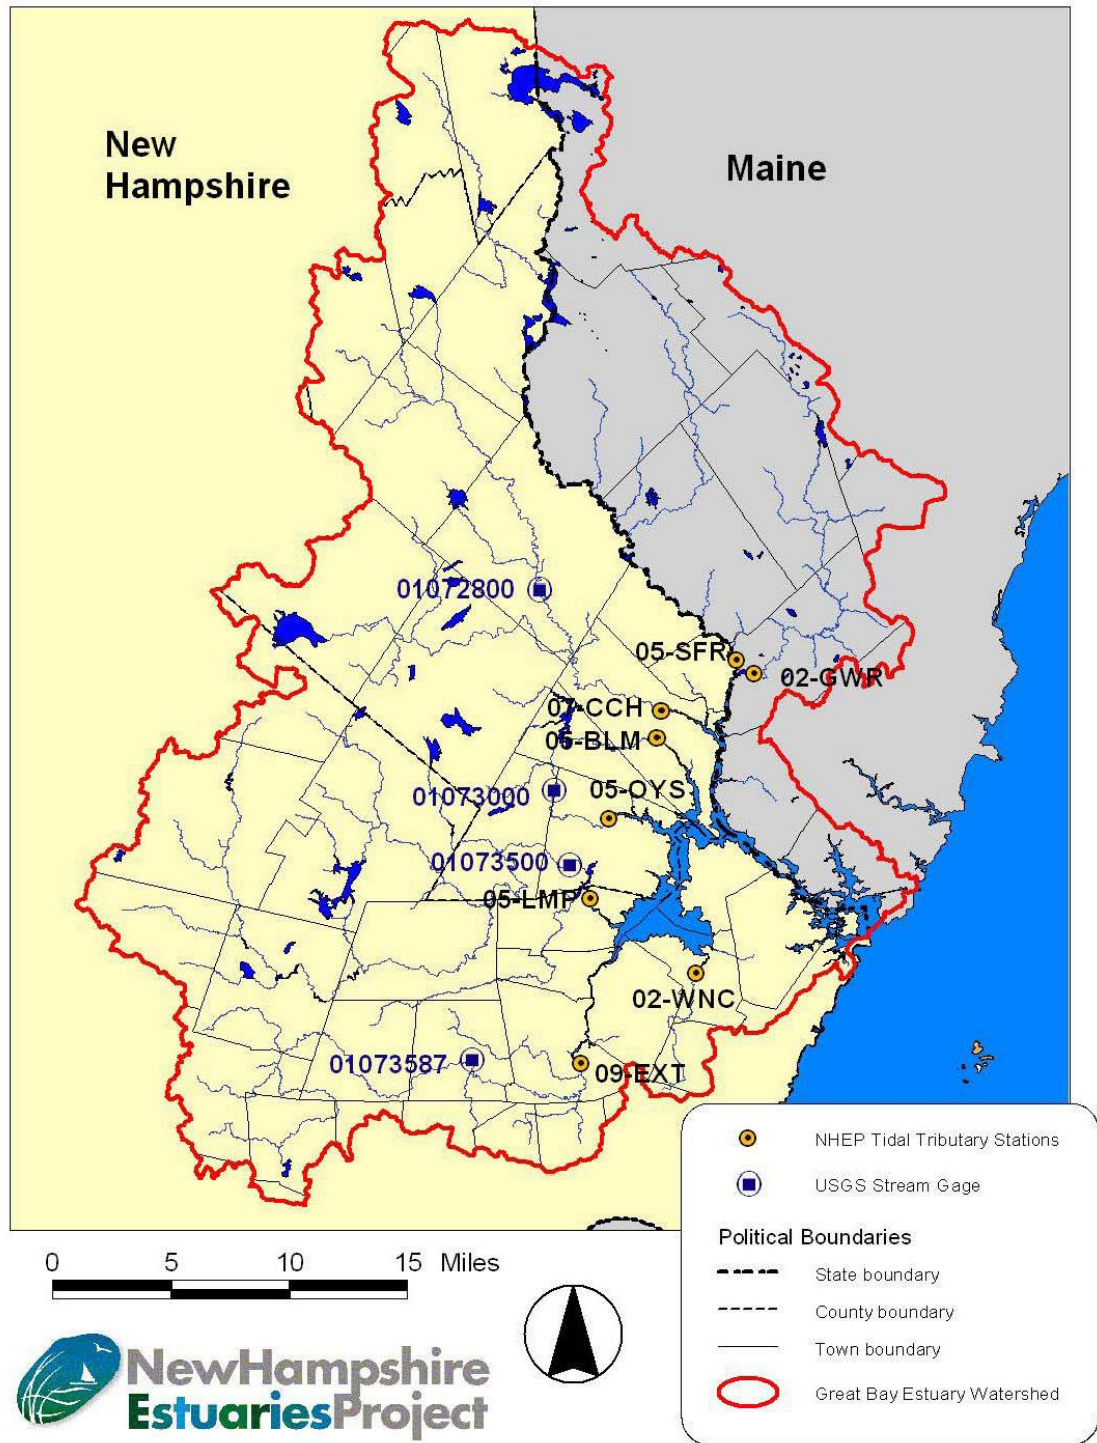 New
Hampshire
Maine
01072800
05-SFR
02-GWR
07-CCH
05-BLM
01073000
05-OYS
01073500
05-LMP
02-WNC
01073587
09-EXT
NHEP Tidal Tributary Stations
USGS Stream Gage
Political Boundaries
State boundary
County boundary
Town boundary
Great Bay Estuary Watershed
0 5 10 15 Miles
NewHampshire
EstuariesProject